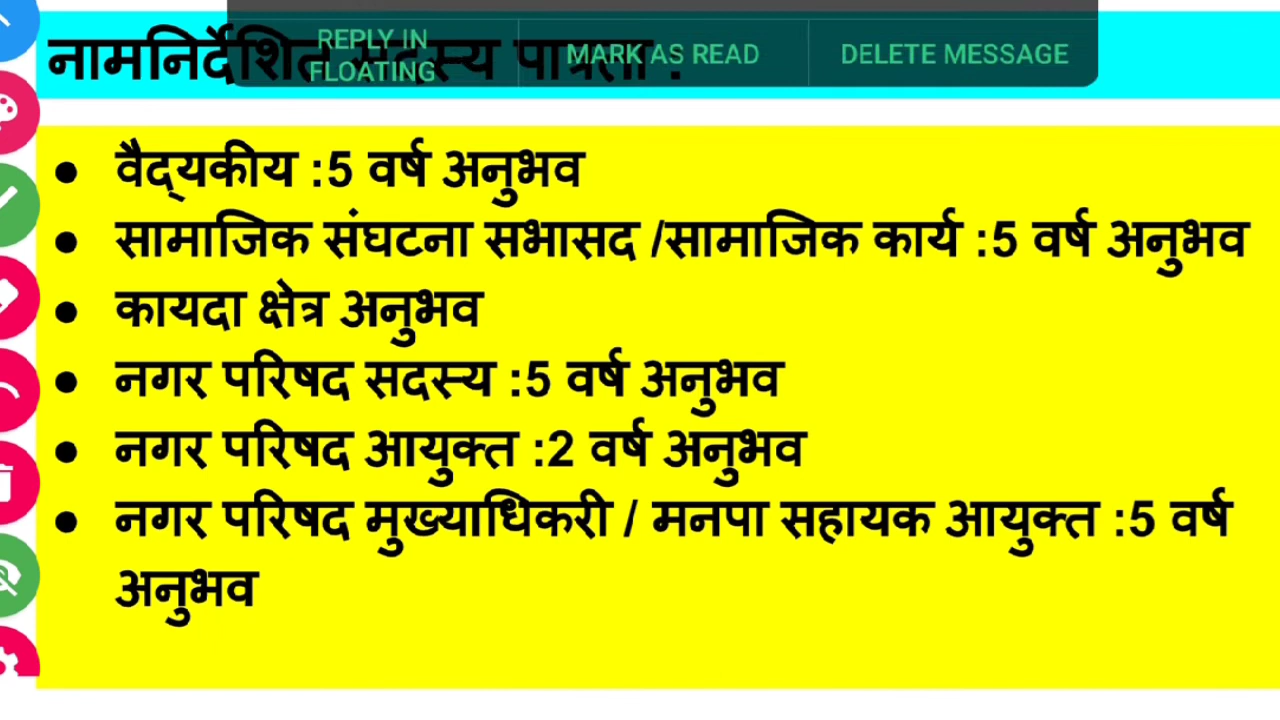 REPLY IN
FLOATING
MARK AS READ
DELETE MESSAGE
नामनिर्देशित सदस्य पात्रता :
● वैद्यकीय :5 वर्ष अनुभव
● सामाजिक संघटना सभासद /सामाजिक कार्य :5 वर्ष अनुभव
● कायदा क्षेत्र अनुभव
● नगर परिषद सदस्य :5 वर्ष अनुभव
● नगर परिषद आयुक्त :2 वर्ष अनुभव
● नगर परिषद मुख्याधिकरी / मनपा सहायक आयुक्त :5 वर्ष
अनुभव